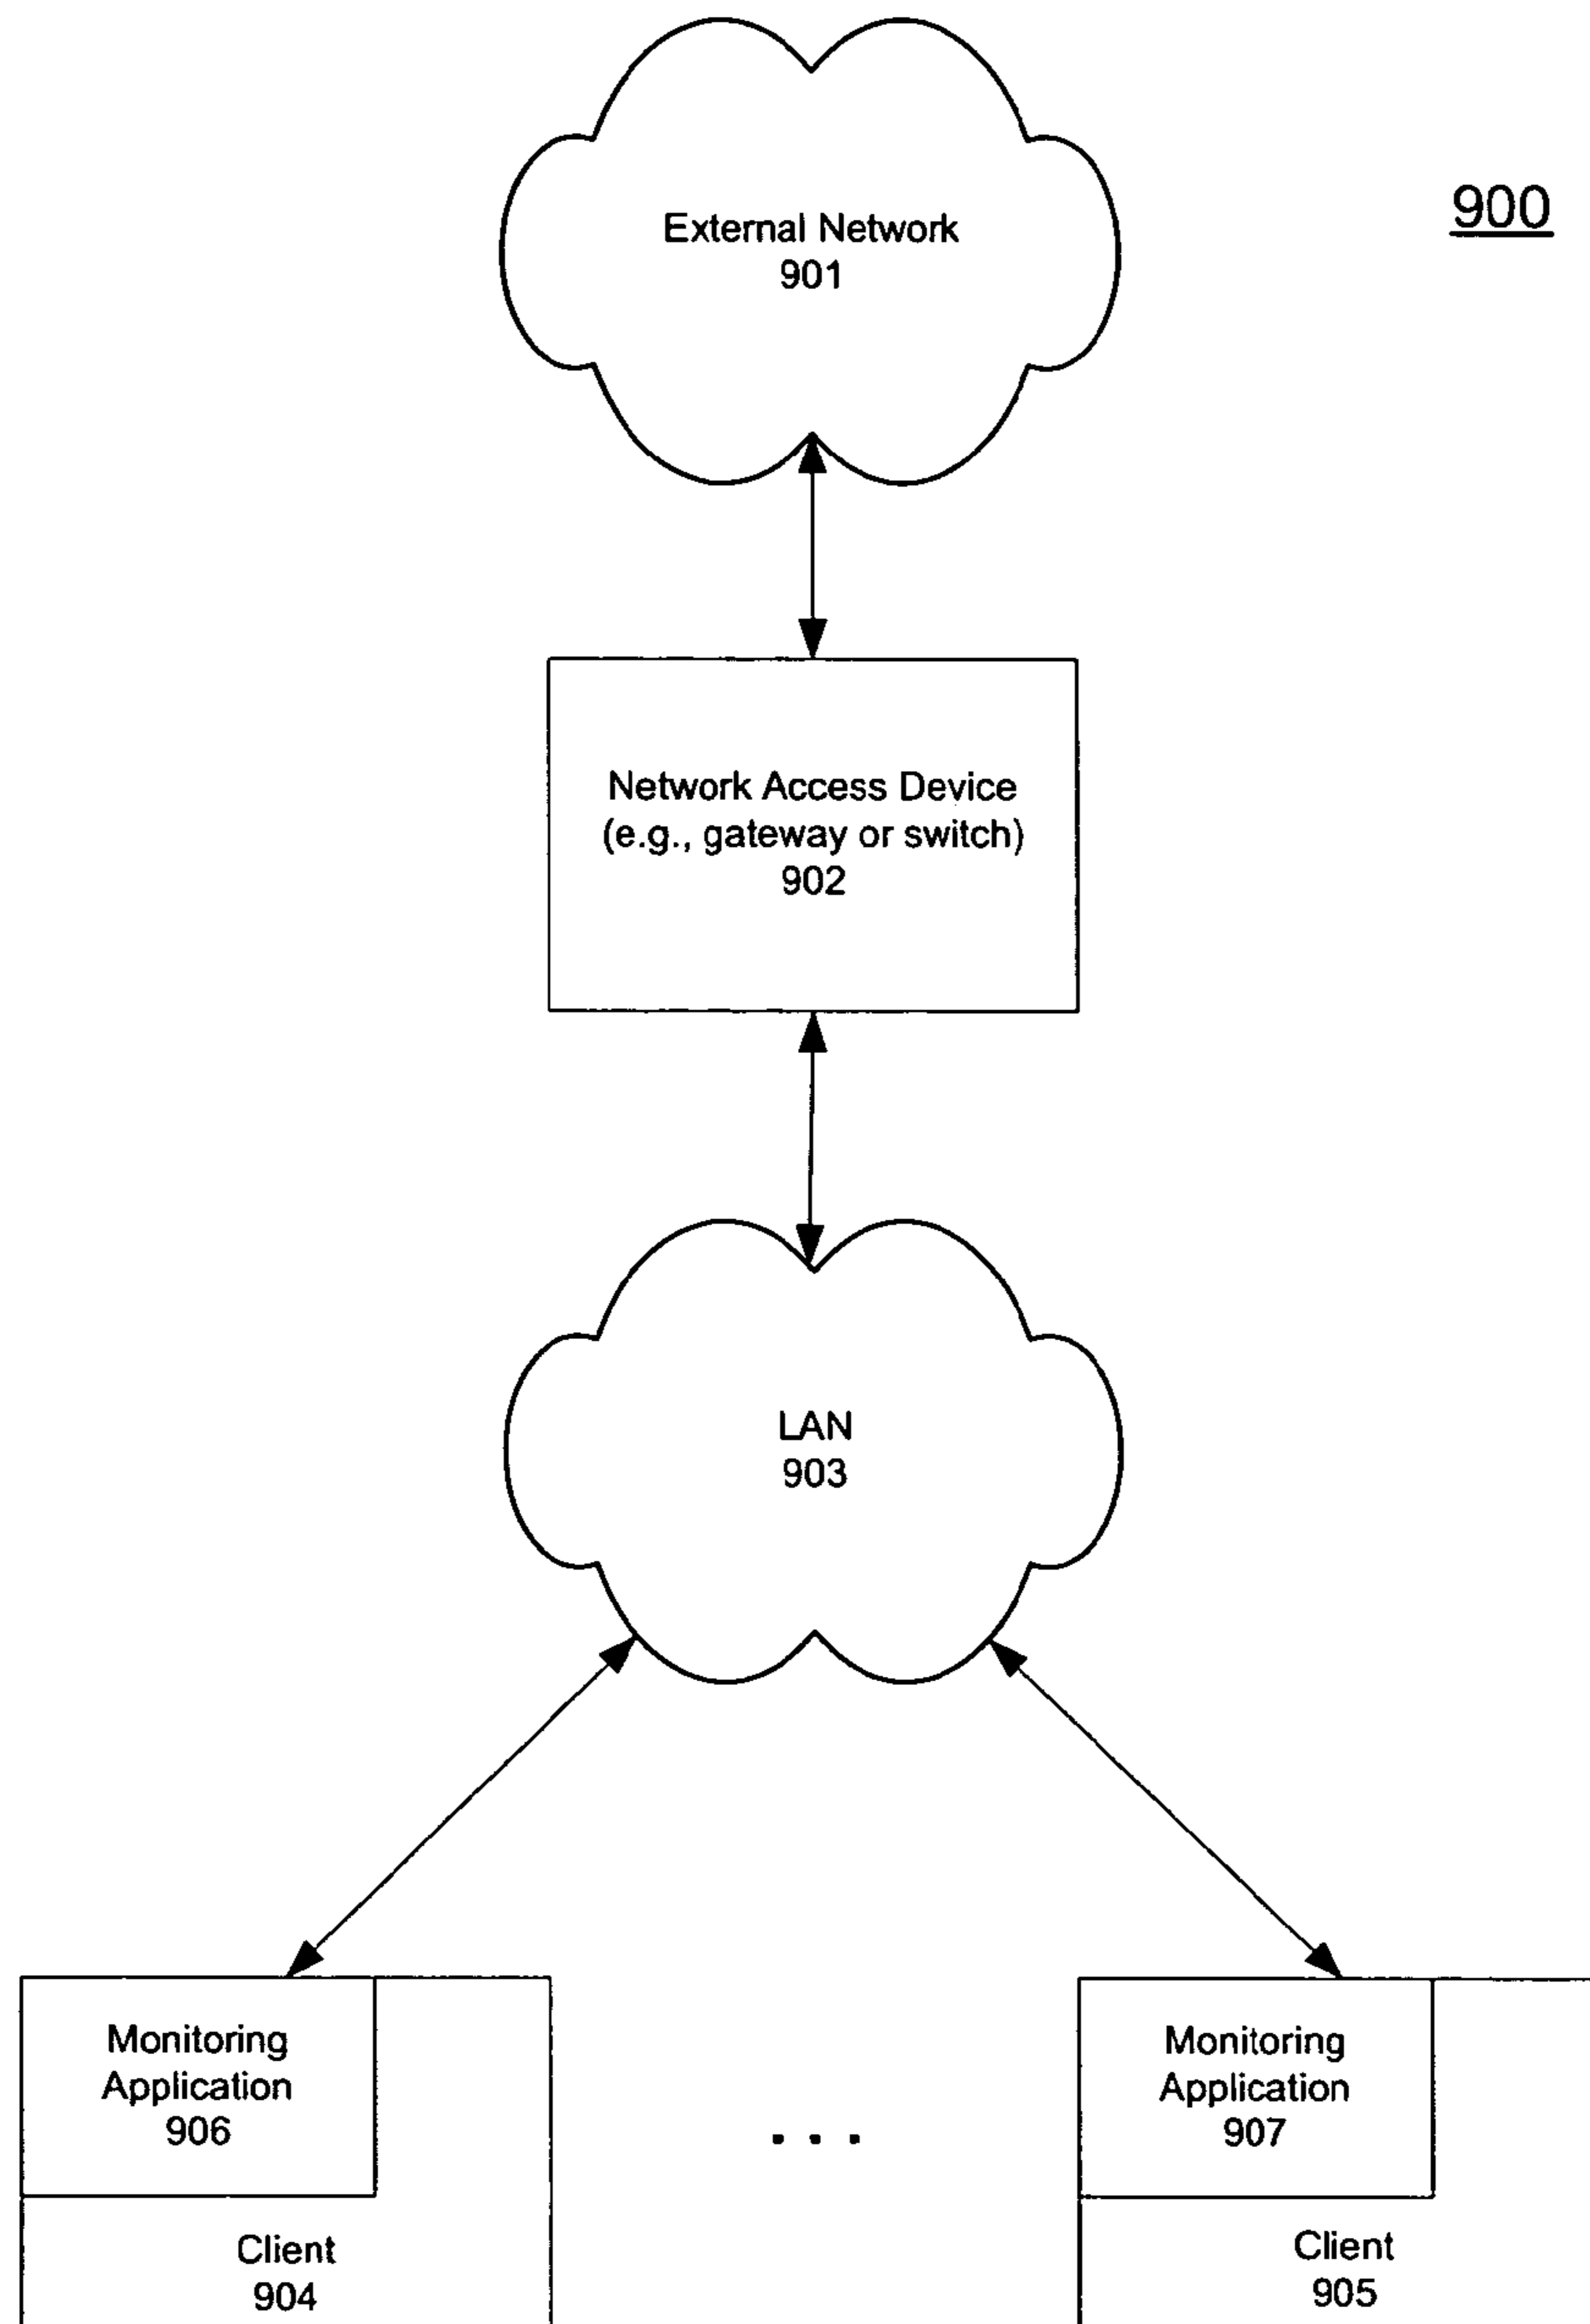 900
External Network
901
Network Access Device
(e.g., gateway or switch)
902
LAN
903
Monitoring
Application
906
Client
904
. . .
Monitoring
Application
907
Client
905